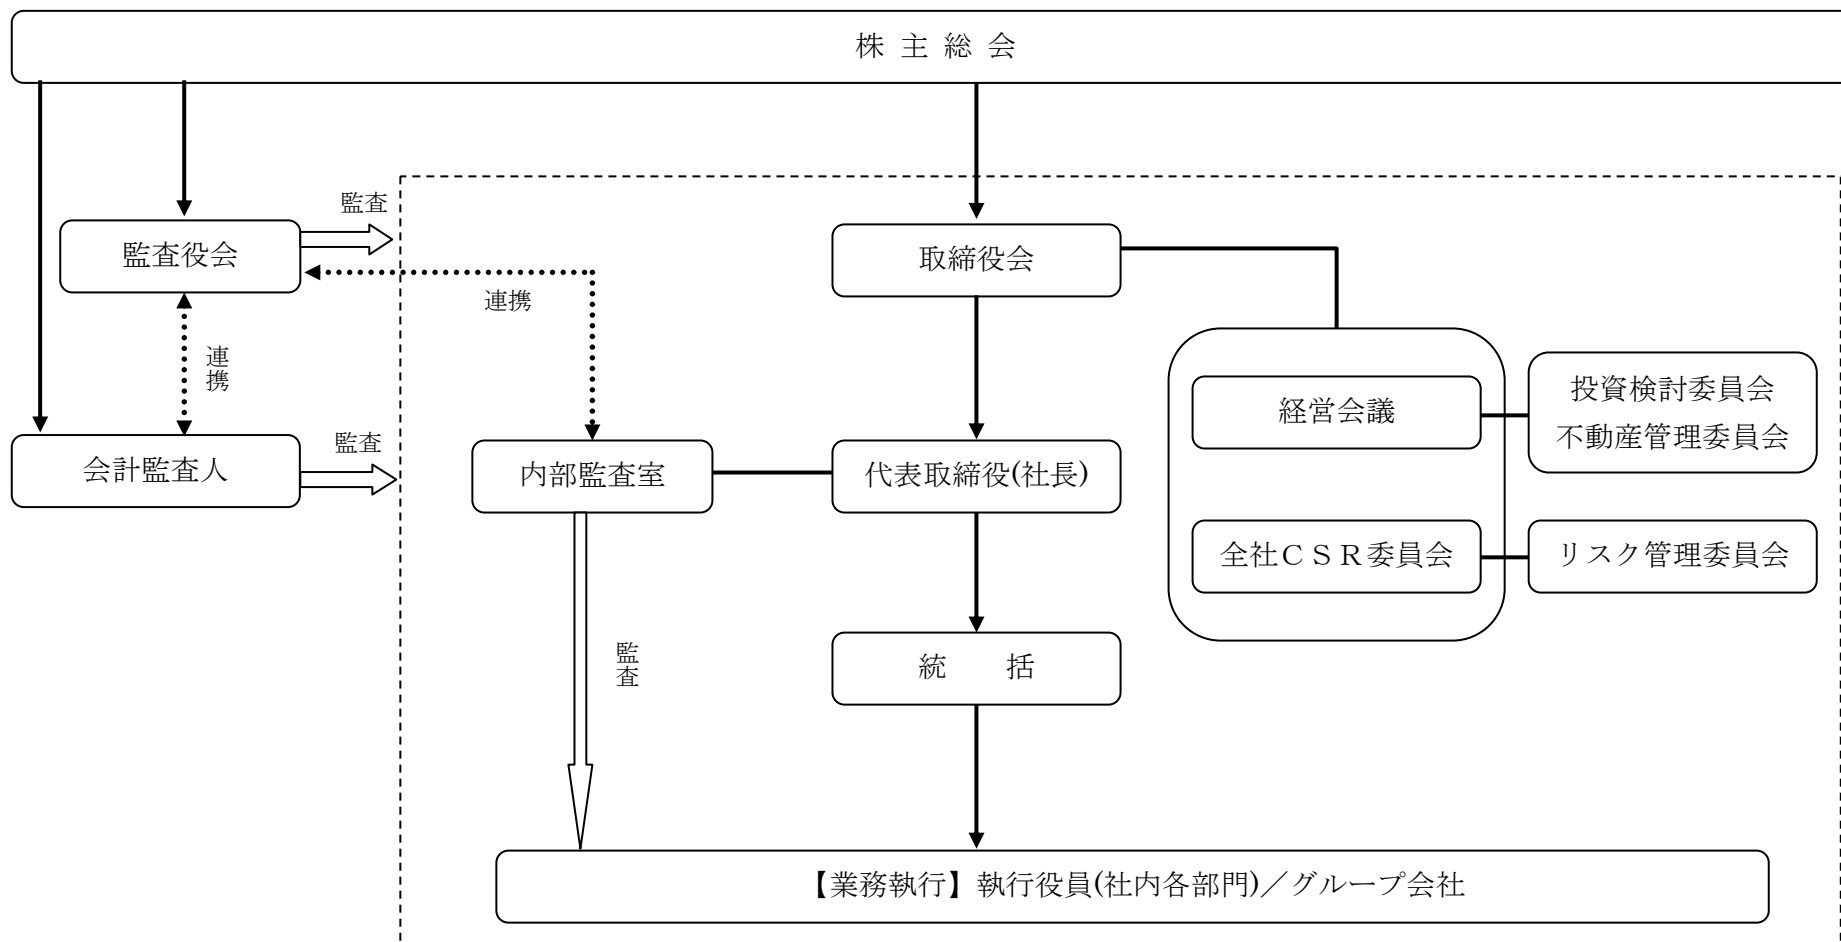 株 主 総 会
監査
監査役会
取締役会
連携
連携
経営会議
投資検討委員会
不動産管理委員会
監査
会計監査人
内部監査室
代表取締役(社長)
全社ＣＳＲ委員会
リスク管理委員会
監査
統　　括
【業務執行】執行役員(社内各部門)／グループ会社